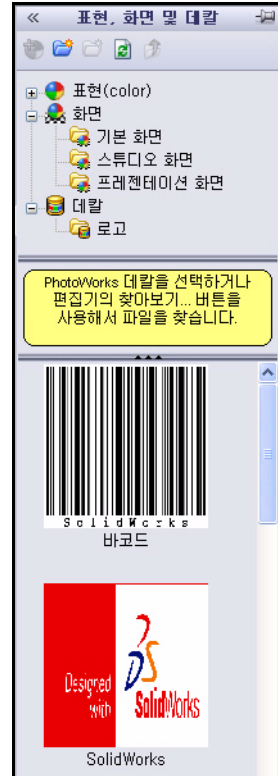 표현, 화면 및 데칼
표현(color)
화면
기본 화면
스튜디오 화면
프레젠테이션 화면
데칼
로고
PhotoWorks 데칼을 선택하거나
편집기의 찾아보기... 버튼을
사용해서 파일을 찾습니다.
SolidWorks
바코드
Designed
with
SolidWorks
SolidWorks